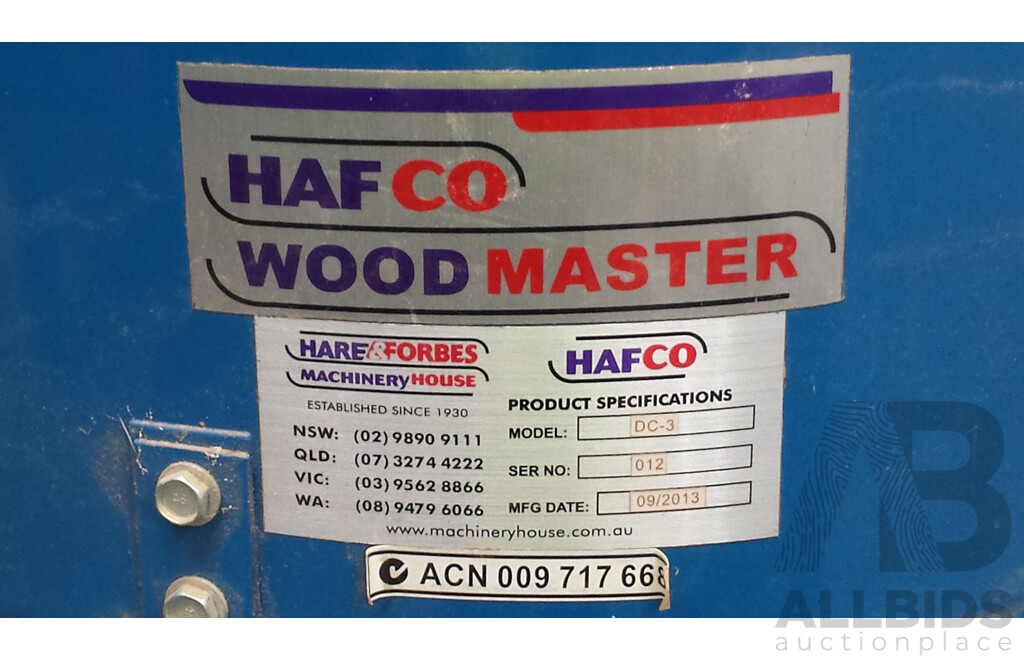 HAFCO
WOOD MASTER
HARE&FORBES
MACHINERYHOUSE
ESTABLISHED SINCE 1930
NSW: (02) 9890 9111
QLD: (07) 3274 4222
VIC: (03) 9562 8866
WA: (08) 9479 6066
HAFCO
PRODUCT SPECIFICATIONS
MODEL: DC-3
SER NO: 012
MFG DATE: 09/2013
www.machineryhouse.com.au
ACN 009 717 668
AB
ALLBIDS
auctionplace